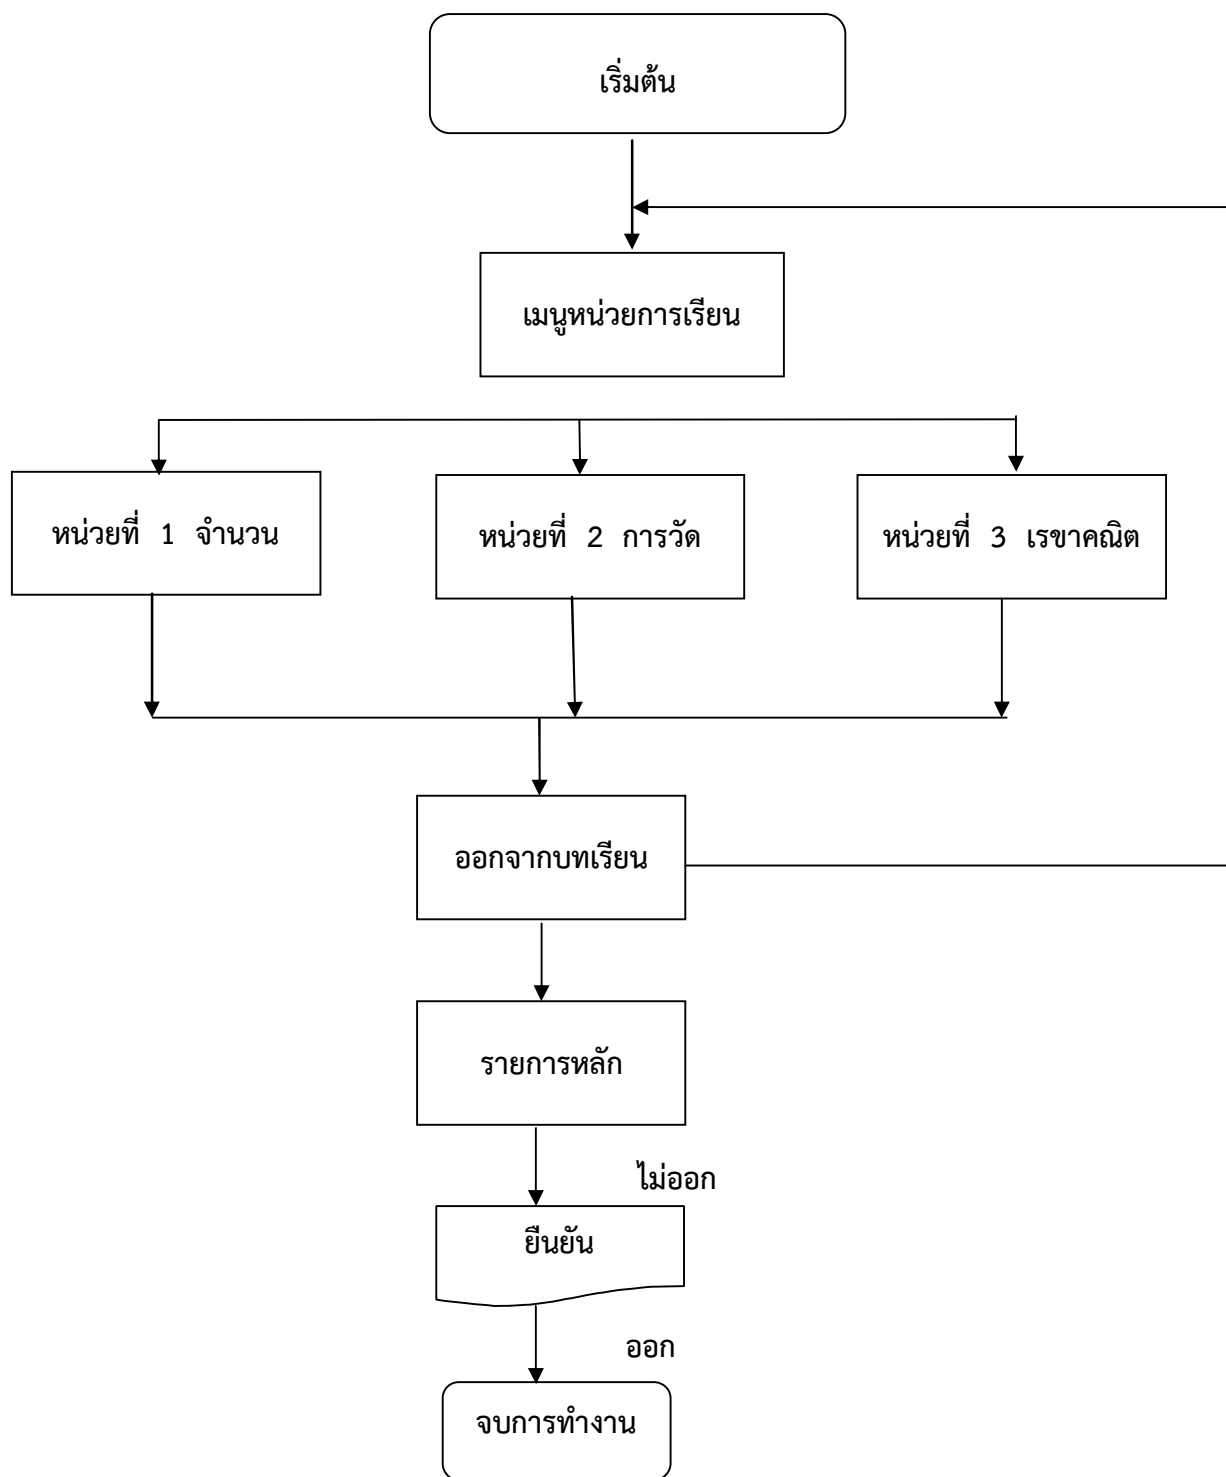 เริ่มต้น
เมนูหน่วยการเรียน
หน่วยที่ 1 จำนวน
หน่วยที่ 2 การวัด
หน่วยที่ 3 เรขาคณิต
ออกจากบทเรียน
รายการหลัก
ไม่ออก
ยืนยัน
ออก
จบการทำงาน